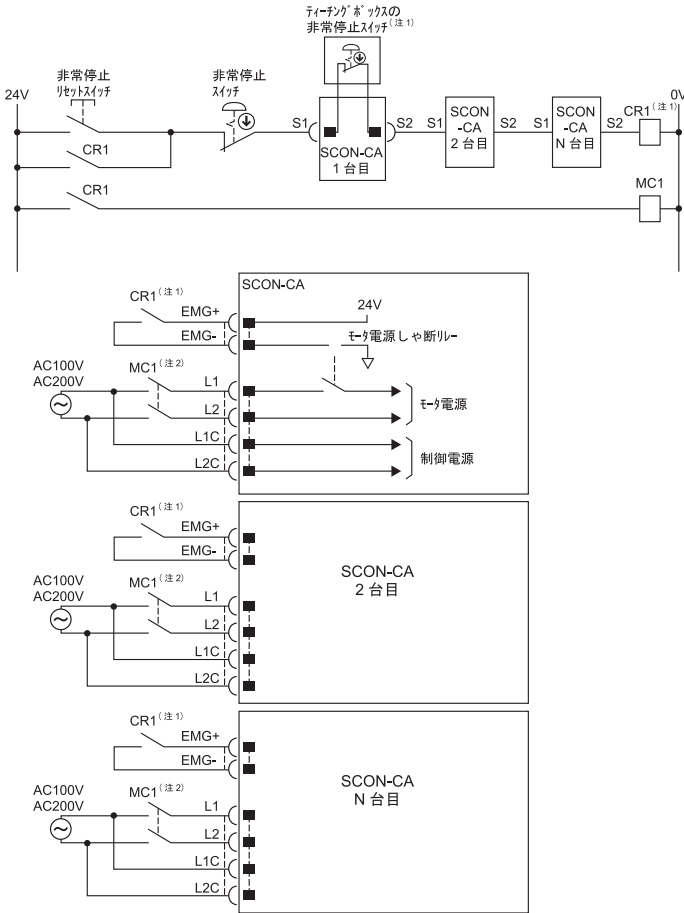 ティーチングボックスの
非常停止スイッチ(注1)
非常停止
リセットスイッチ
非常停止
スイッチ
24V
0V
CR1(注1)
S1
S2
S1
S2
S1
S2
SCON-CA
1台目
SCON
-CA
2台目
SCON
-CA
N台目
CR1
CR1
MC1
SCON-CA
CR1(注1)
EMG+
EMG-
24V
モータ電源しゃ断リレー
AC100V
AC200V
MC1(注2)
L1
L2
L1C
L2C
モータ電源
制御電源
CR1(注1)
EMG+
EMG-
SCON-CA
2台目
AC100V
AC200V
MC1(注2)
L1
L2
L1C
L2C
CR1(注1)
EMG+
EMG-
SCON-CA
N台目
AC100V
AC200V
MC1(注2)
L1
L2
L1C
L2C